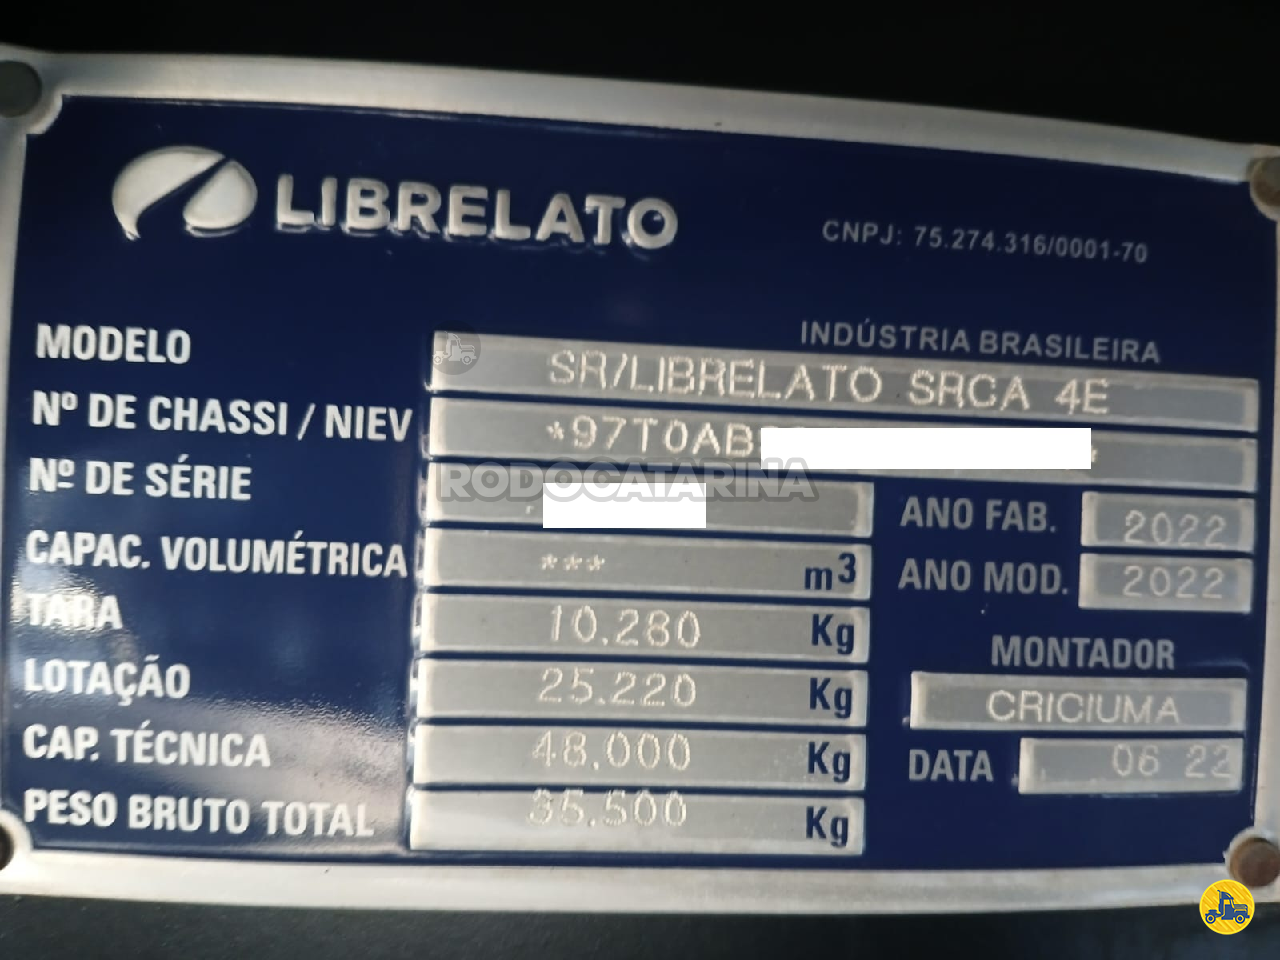 LIBRELATO
CNPJ: 75.274.316/0001-70
INDÚSTRIA BRASILEIRA
MODELO SR/LIBRELATO SRCA 4E
Nº DE CHASSI / NIEV *97T0AB
Nº DE SÉRIE
RODOCATARINA
ANO FAB. 2022
CAPAC. VOLUMÉTRICA *** m³
ANO MOD. 2022
TARA 10.280 Kg
LOTAÇÃO 25.220 Kg
MONTADOR
CRICIUMA
CAP. TÉCNICA 48.000 Kg
DATA 06 22
PESO BRUTO TOTAL 35.500 Kg